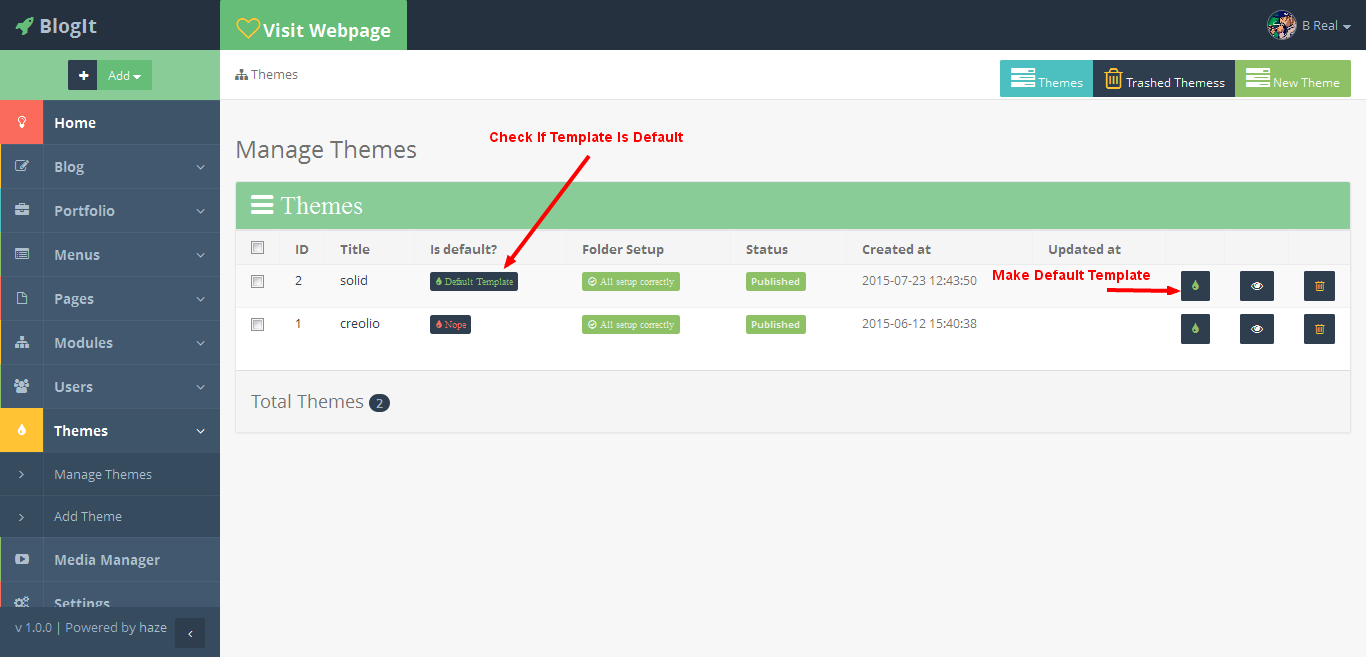 BlogIt
Visit Webpage
B Real
+ Add
Themes
Themes
Trashed Themess
New Theme
Home
Blog
Portfolio
Menus
Pages
Modules
Users
Themes
Manage Themes
Add Theme
Media Manager
Settings
v 1.0.0 | Powered by haze
Manage Themes
Check If Template Is Default
Themes
ID Title Is default? Folder Setup Status Created at Updated at
2 solid Default Template All setup correctly Published 2015-07-23 12:43:50
Make Default Template
1 creolio Nope All setup correctly Published 2015-06-12 15:40:38
Total Themes 2